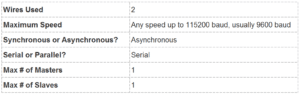 Wires Used 2
Maximum Speed Any speed up to 115200 baud, usually 9600 baud
Synchronous or Asynchronous? Asynchronous
Serial or Parallel? Serial
Max # of Masters 1
Max # of Slaves 1